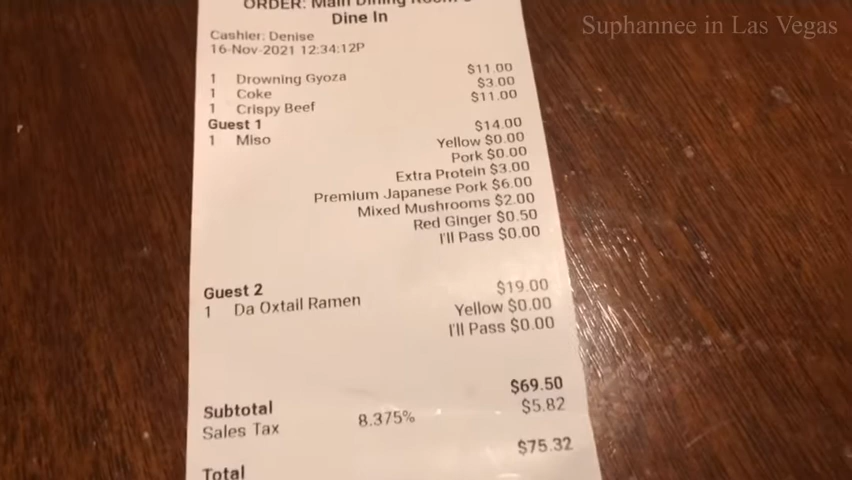 Suphannee in Las Vegas
ORDER: Main Dining Room
Dine In
Cashier: Denise
16-Nov-2021 12:34:12P
1 Drowning Gyoza $11.00
1 Coke $3.00
1 Crispy Beef $11.00
Guest 1
1 Miso $14.00
Yellow $0.00
Pork $0.00
Extra Protein $3.00
Premium Japanese Pork $6.00
Mixed Mushrooms $2.00
Red Ginger $0.50
I'll Pass $0.00
Guest 2
1 Da Oxtail Ramen $19.00
Yellow $0.00
I'll Pass $0.00
Subtotal $69.50
Sales Tax 8.375% $5.82
Total $75.32